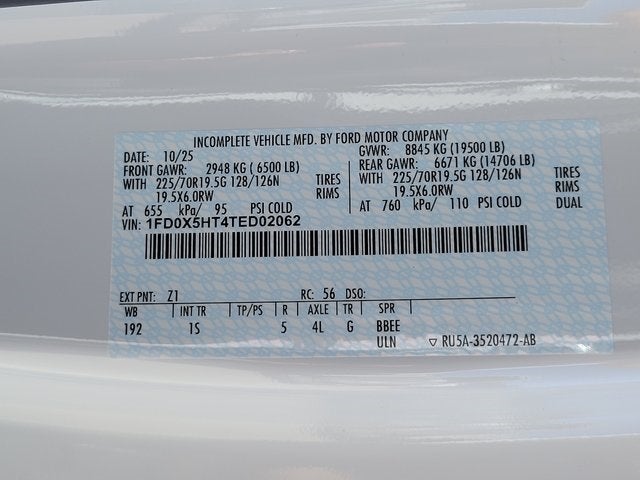 INCOMPLETE VEHICLE MFD. BY FORD MOTOR COMPANY
DATE: 10/25 GVWR: 8845 KG (19500 LB)
FRONT GAWR: 2948 KG ( 6500 LB) REAR GAWR: 6671 KG (14706 LB)
WITH 225/70R19.5G 128/126N TIRES WITH 225/70R19.5G 128/126N TIRES
19.5X6.0RW RIMS 19.5X6.0RW RIMS
AT 655 kPa/ 95 PSI COLD AT 760 kPa/ 110 PSI COLD DUAL
VIN: 1FD0X5HT4TED02062
EXT PNT: Z1 RC: 56 DSO:
WB INT TR TP/PS R AXLE TR SPR
192 1S 5 4L G BBEE
ULN ▽ RU5A-3520472-AB